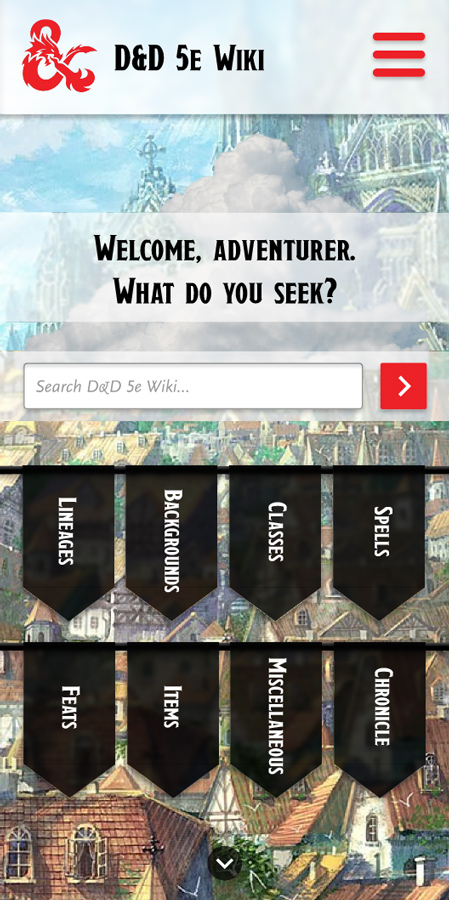 D&D 5e Wiki
Welcome, adventurer.
What do you seek?
Search D&D 5e Wiki...
Lineages
Backgrounds
Classes
Spells
Feats
Items
Miscellaneous
Chronicle